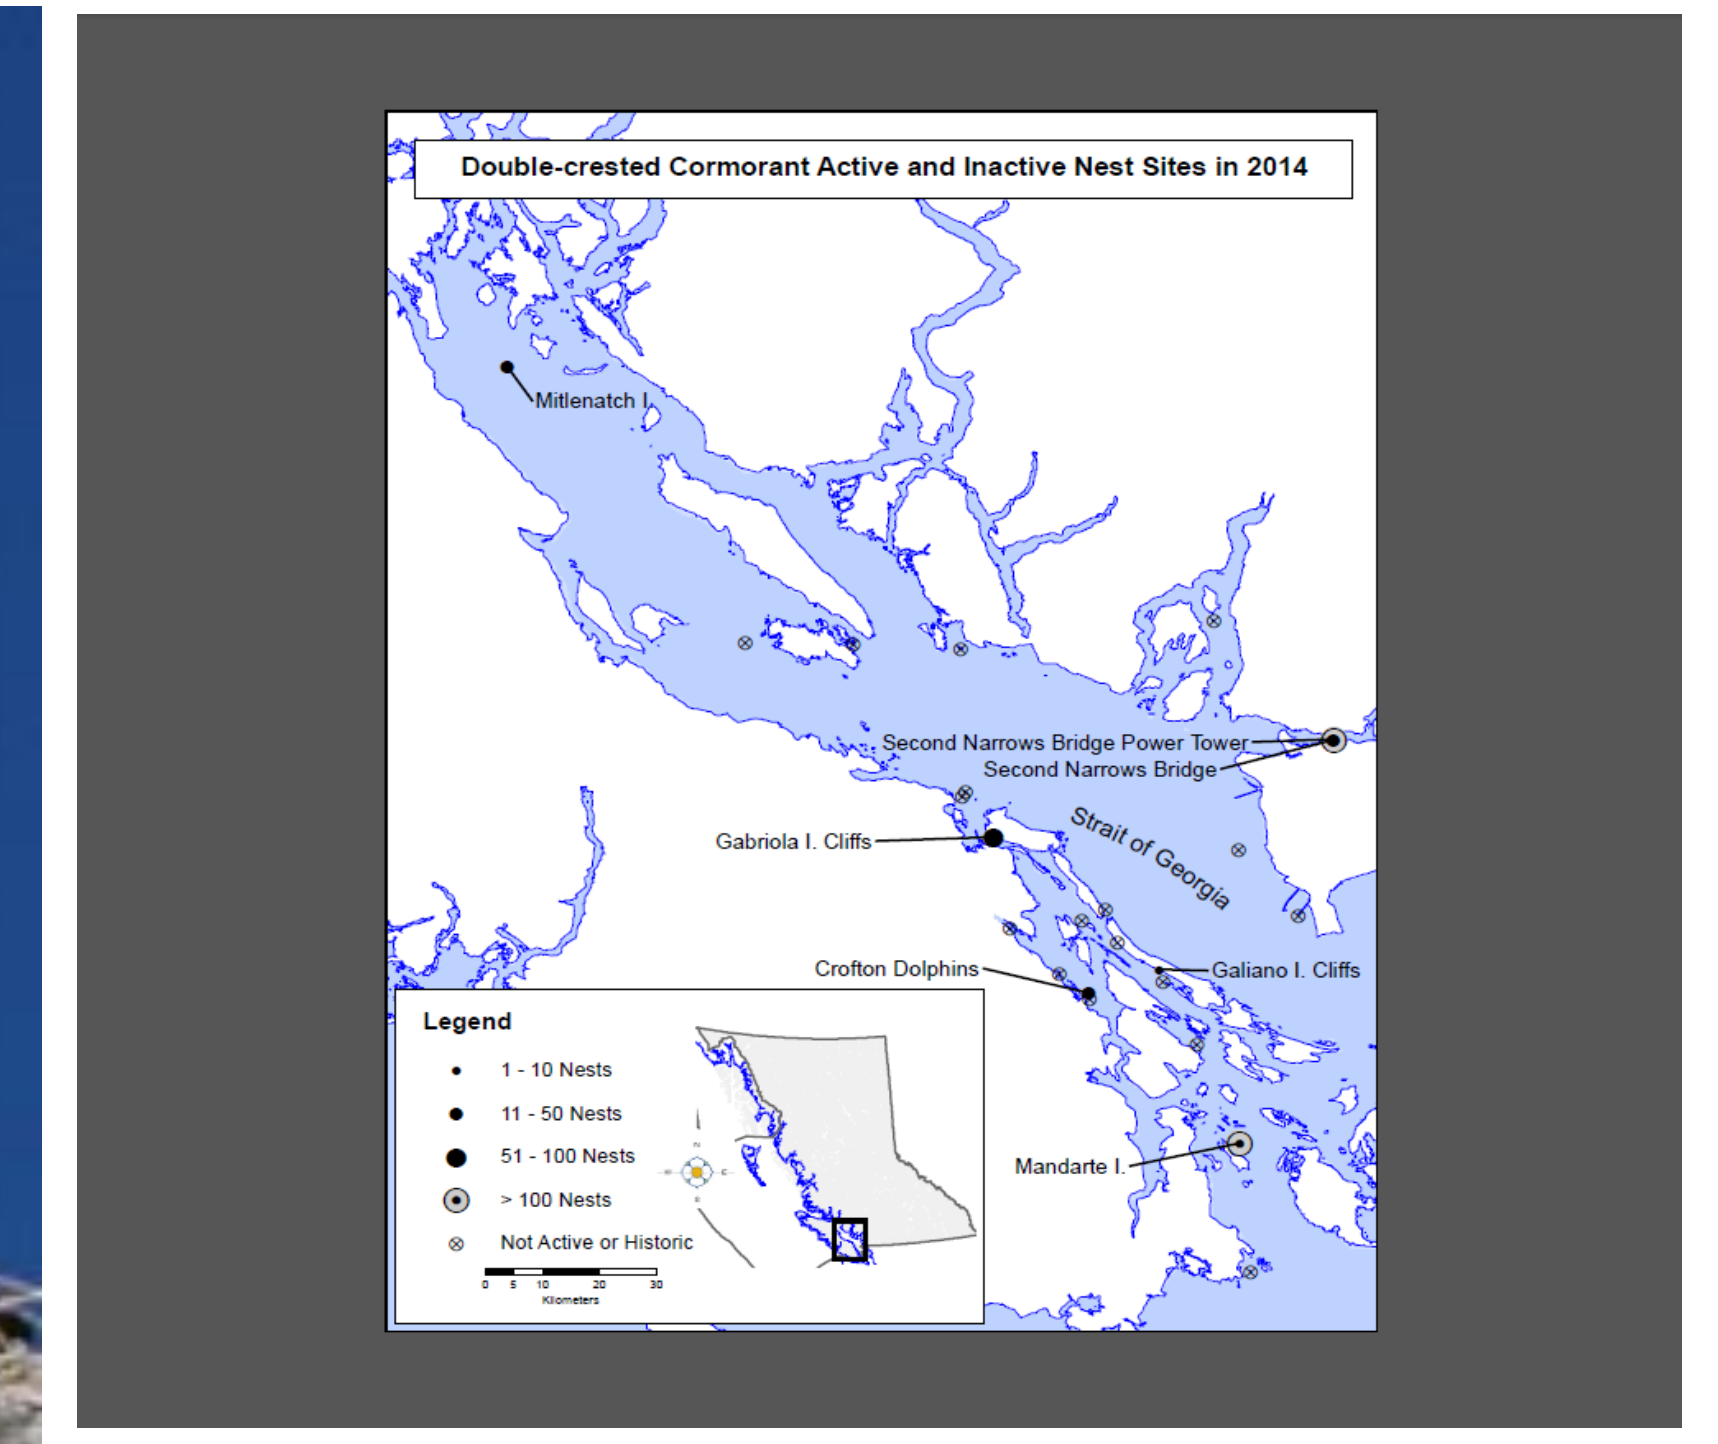 Double-crested Cormorant Active and Inactive Nest Sites in 2014
Mitlenatch I.
Second Narrows Bridge Power Tower
Second Narrows Bridge
Strait of Georgia
Gabriola I. Cliffs
Crofton Dolphins
Galiano I. Cliffs
Mandarte I.
Legend
1 - 10 Nests
11 - 50 Nests
51 - 100 Nests
> 100 Nests
Not Active or Historic
0 5 10 20 30
Kilometers